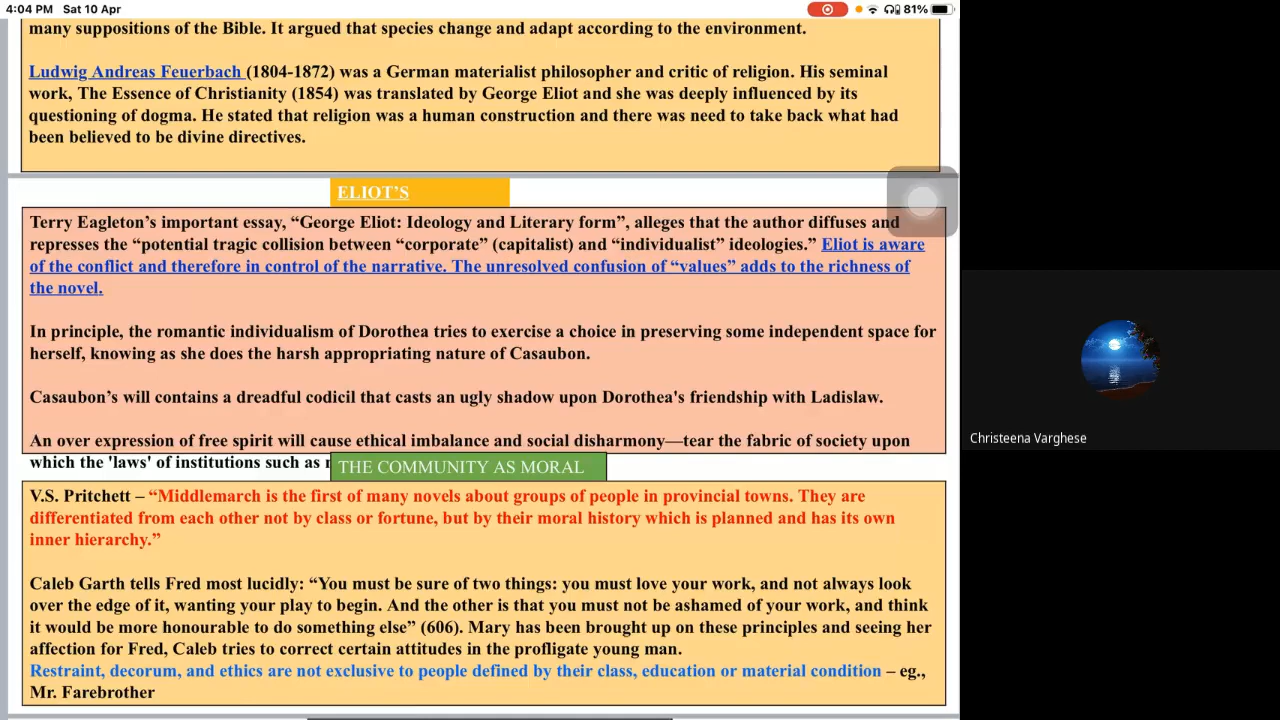 4:04 PM Sat 10 Apr
81%
many suppositions of the Bible. It argued that species change and adapt according to the environment.
Ludwig Andreas Feuerbach (1804-1872) was a German materialist philosopher and critic of religion. His seminal
work, The Essence of Christianity (1854) was translated by George Eliot and she was deeply influenced by its
questioning of dogma. He stated that religion was a human construction and there was need to take back what had
been believed to be divine directives.
ELIOT'S
Terry Eagleton's important essay, “George Eliot: Ideology and Literary form”, alleges that the author diffuses and
represses the “potential tragic collision between “corporate” (capitalist) and “individualist” ideologies.” Eliot is aware
of the conflict and therefore in control of the narrative. The unresolved confusion of “values” adds to the richness of
the novel.
In principle, the romantic individualism of Dorothea tries to exercise a choice in preserving some independent space for
herself, knowing as she does the harsh appropriating nature of Casaubon.
Casaubon’s will contains a dreadful codicil that casts an ugly shadow upon Dorothea's friendship with Ladislaw.
An over expression of free spirit will cause ethical imbalance and social disharmony—tear the fabric of society upon
which the 'laws' of institutions such as
THE COMMUNITY AS MORAL
V.S. Pritchett – “Middlemarch is the first of many novels about groups of people in provincial towns. They are
differentiated from each other not by class or fortune, but by their moral history which is planned and has its own
inner hierarchy.”
Caleb Garth tells Fred most lucidly: “You must be sure of two things: you must love your work, and not always look
over the edge of it, wanting your play to begin. And the other is that you must not be ashamed of your work, and think
it would be more honourable to do something else” (606). Mary has been brought up on these principles and seeing her
affection for Fred, Caleb tries to correct certain attitudes in the profligate young man.
Restraint, decorum, and ethics are not exclusive to people defined by their class, education or material condition – eg.,
Mr. Farebrother
Christeena Varghese